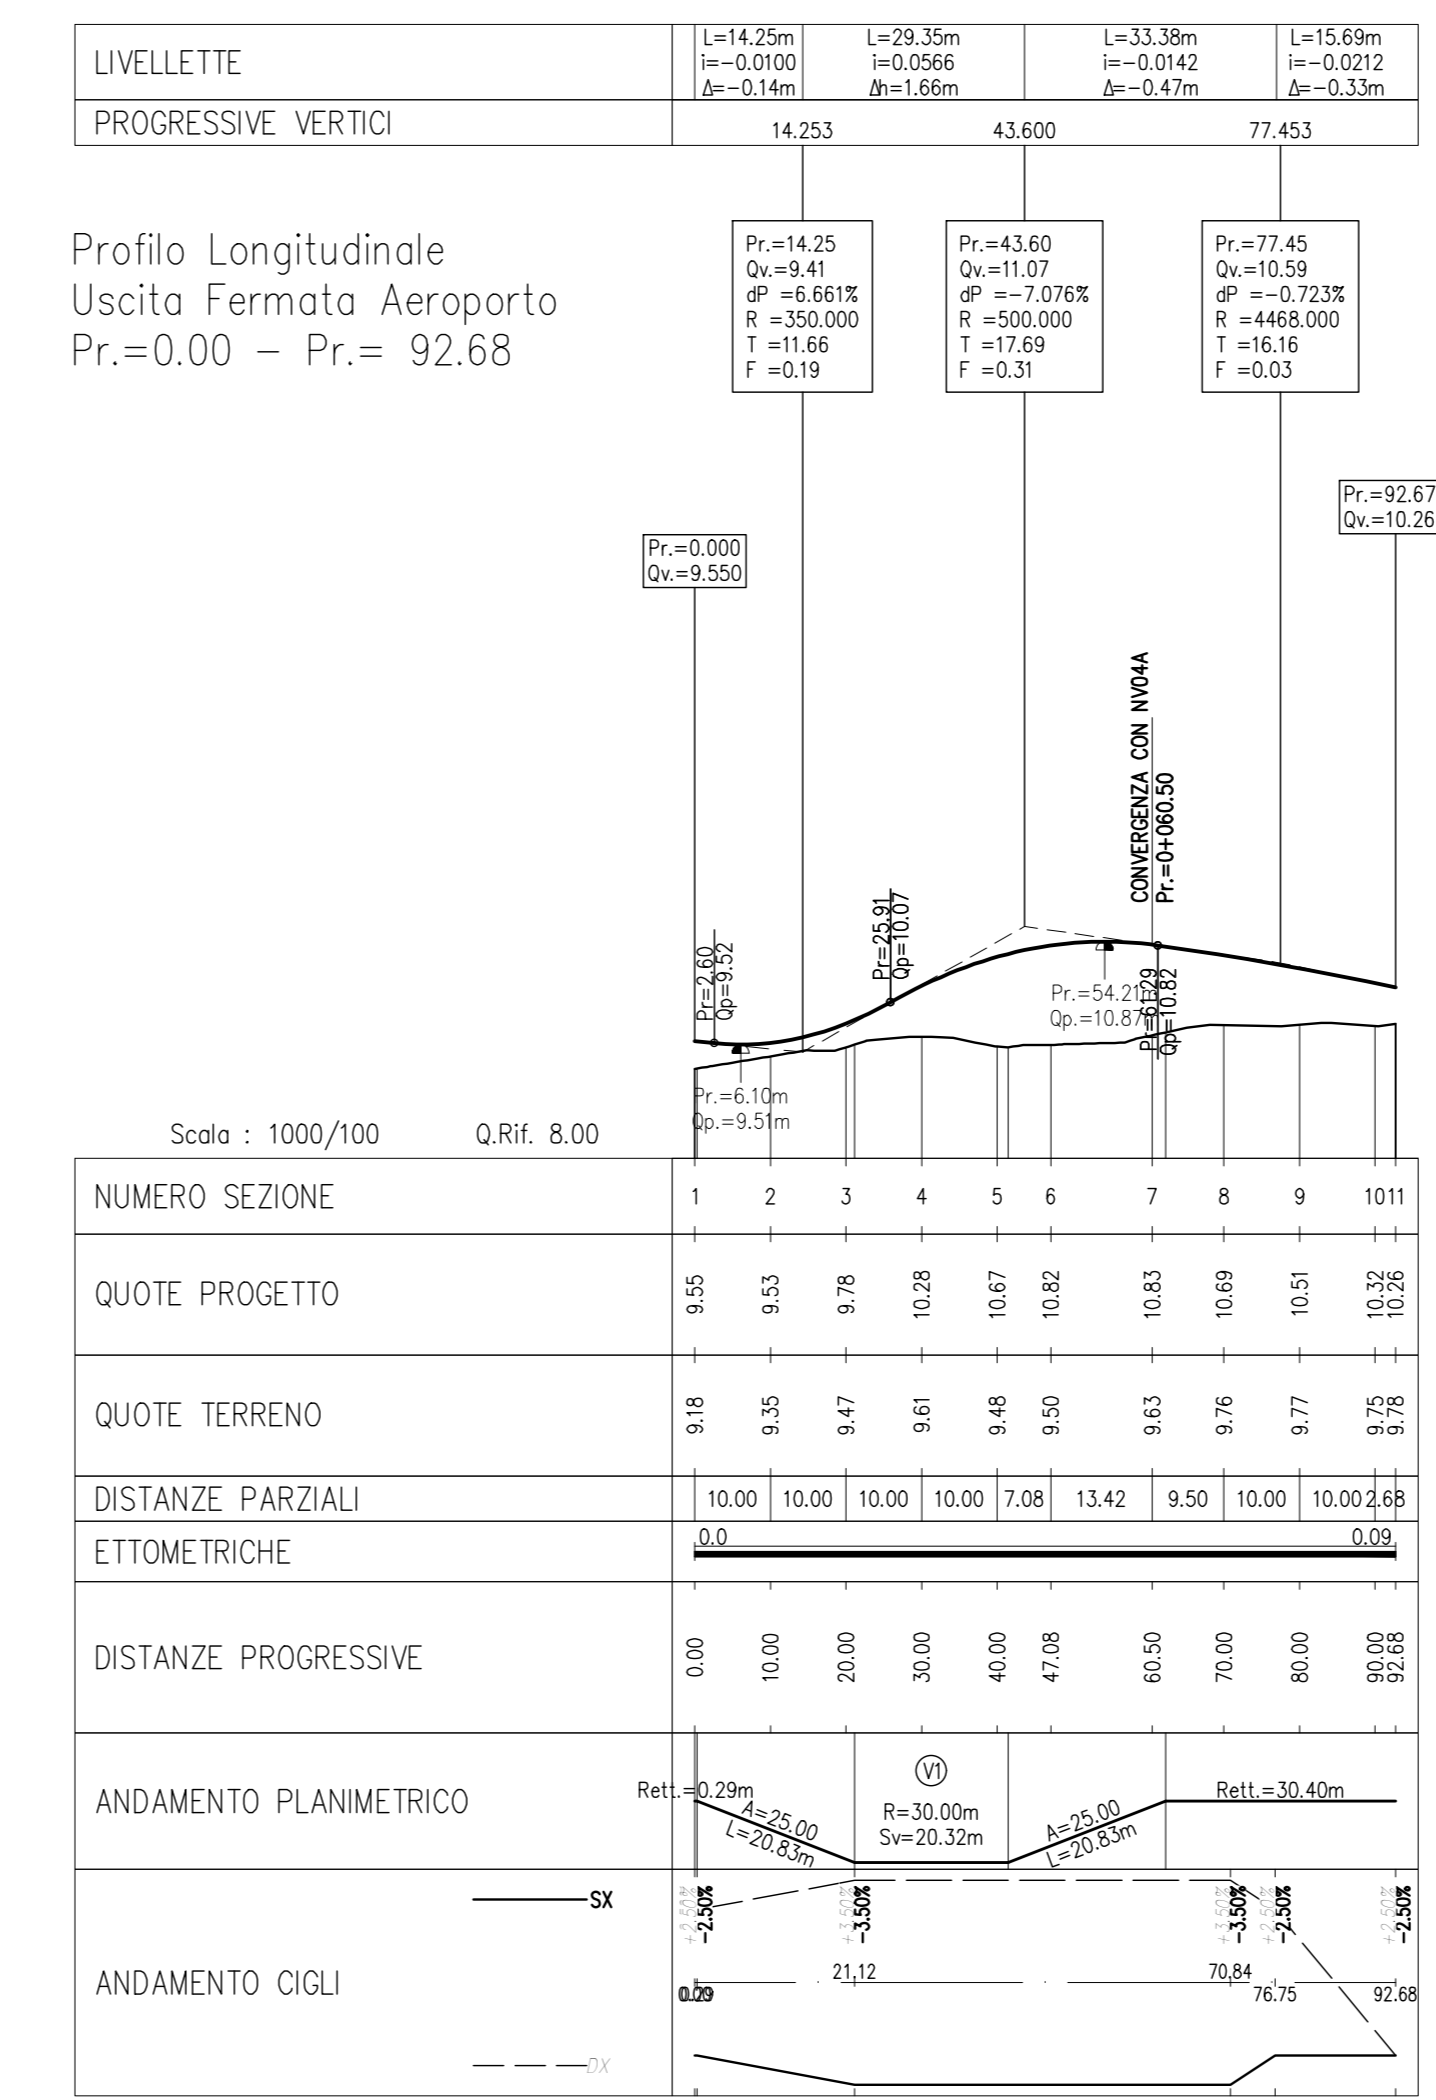 LIVELLETTE
L=14.25m
i=-0.0100
Δ=-0.14m
L=29.35m
i=0.0566
Δh=1.66m
L=33.38m
i=-0.0142
Δ=-0.47m
L=15.69m
i=-0.0212
Δ=-0.33m
PROGRESSIVE VERTICI
14.253 43.600 77.453
Profilo Longitudinale
Uscita Fermata Aeroporto
Pr.=0.00 - Pr.= 92.68
Pr.=14.25
Qv.=9.41
dP =6.661%
R =350.000
T =11.66
F =0.19
Pr.=43.60
Qv.=11.07
dP =-7.076%
R =500.000
T =17.69
F =0.31
Pr.=77.45
Qv.=10.59
dP =-0.723%
R =4468.000
T =16.16
F =0.03
Pr.=92.67
Qv.=10.26
Pr.=0.000
Qv.=9.550
CONVERGENZA CON NV04A
Pr.=0+060.50
Pr=2.60
Qp=9.52
Pr=25.91
Qp=10.07
Pr.=54.21m
Qp.=10.87m
Pr=61.29
Qp=10.82
Pr.=6.10m
Qp.=9.51m
Scala : 1000/100 Q.Rif. 8.00
NUMERO SEZIONE
1 2 3 4 5 6 7 8 9 10 11
QUOTE PROGETTO
9.55 9.53 9.78 10.28 10.67 10.82 10.83 10.69 10.51 10.32 10.26
QUOTE TERRENO
9.18 9.35 9.47 9.61 9.48 9.50 9.63 9.76 9.77 9.75 9.78
DISTANZE PARZIALI
10.00 10.00 10.00 10.00 7.08 13.42 9.50 10.00 10.00 2.68
ETTOMETRICHE
0.0 0.09
DISTANZE PROGRESSIVE
0.00 10.00 20.00 30.00 40.00 47.08 60.50 70.00 80.00 90.00 92.68
ANDAMENTO PLANIMETRICO
Rett.=0.29m
A=25.00
L=20.83m
V1
R=30.00m
Sv=20.32m
A=25.00
L=20.83m
Rett.=30.40m
ANDAMENTO CIGLI
SX
DX
+2.50%
-2.50%
+3.50%
-3.50%
+3.50%
-3.50%
+2.50%
-2.50%
+2.50%
-2.50%
21.12 70.84
0.29 76.75 92.68